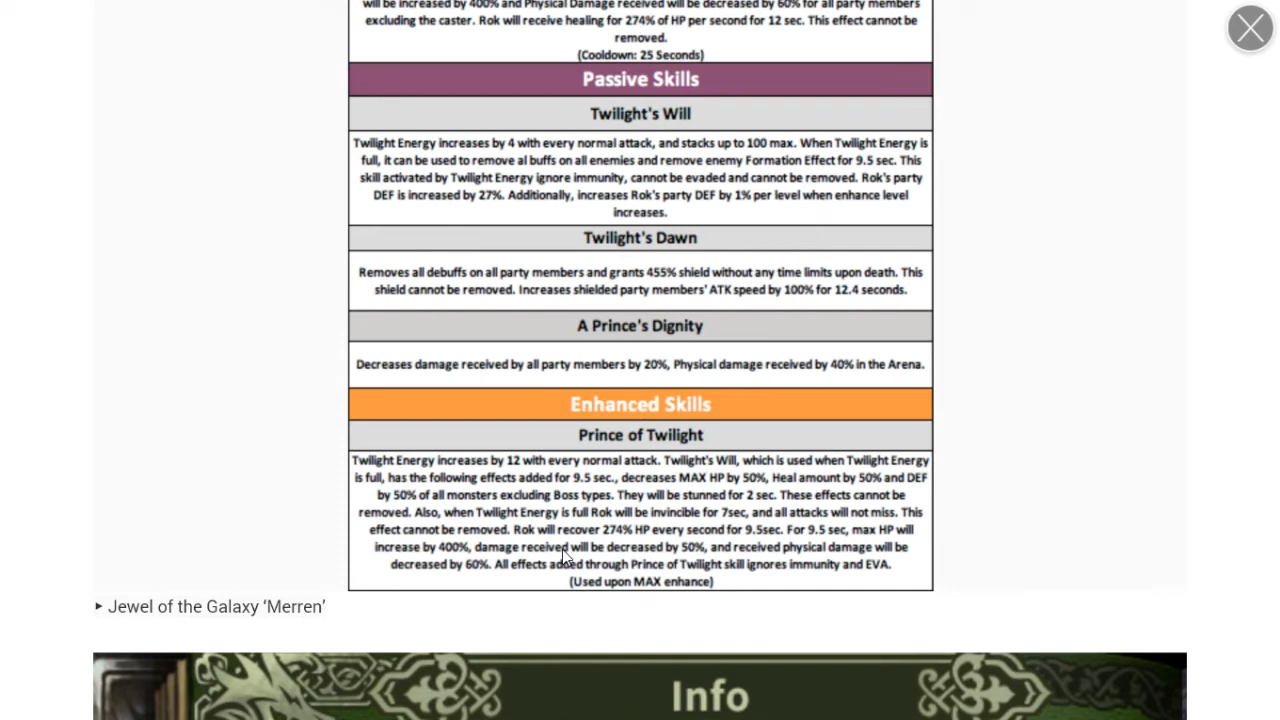 will be increased by 400% and Physical Damage received will be decreased by 60% for all party members
excluding the caster. Rok will receive healing for 274% of HP per second for 12 sec. This effect cannot be
removed.
(Cooldown: 25 Seconds)
Passive Skills
Twilight's Will
Twilight Energy increases by 4 with every normal attack, and stacks up to 100 max. When Twilight Energy is
full, it can be used to remove al buffs on all enemies and remove enemy Formation Effect for 9.5 sec. This
skill activated by Twilight Energy ignore immunity, cannot be evaded and cannot be removed. Rok's party
DEF is increased by 27%. Additionally, increases Rok's party DEF by 1% per level when enhance level
increases.
Twilight's Dawn
Removes all debuffs on all party members and grants 455% shield without any time limits upon death. This
shield cannot be removed. Increases shielded party members' ATK speed by 100% for 12.4 seconds.
A Prince's Dignity
Decreases damage received by all party members by 20%, Physical damage received by 40% in the Arena.
Enhanced Skills
Prince of Twilight
Twilight Energy increases by 12 with every normal attack. Twilight's Will, which is used when Twilight Energy
is full, has the following effects added for 9.5 sec., decreases MAX HP by 50%, Heal amount by 50% and DEF
by 50% of all monsters excluding Boss types. They will be stunned for 2 sec. These effects cannot be
removed. Also, when Twilight Energy is full Rok will be invincible for 7sec, and all attacks will not miss. This
effect cannot be removed. Rok will recover 274% HP every second for 9.5sec. For 9.5 sec, max HP will
increase by 400%, damage received will be decreased by 50%, and received physical damage will be
decreased by 60%. All effects added through Prince of Twilight skill ignores immunity and EVA.
(Used upon MAX enhance)
‣ Jewel of the Galaxy ‘Merren’
Info